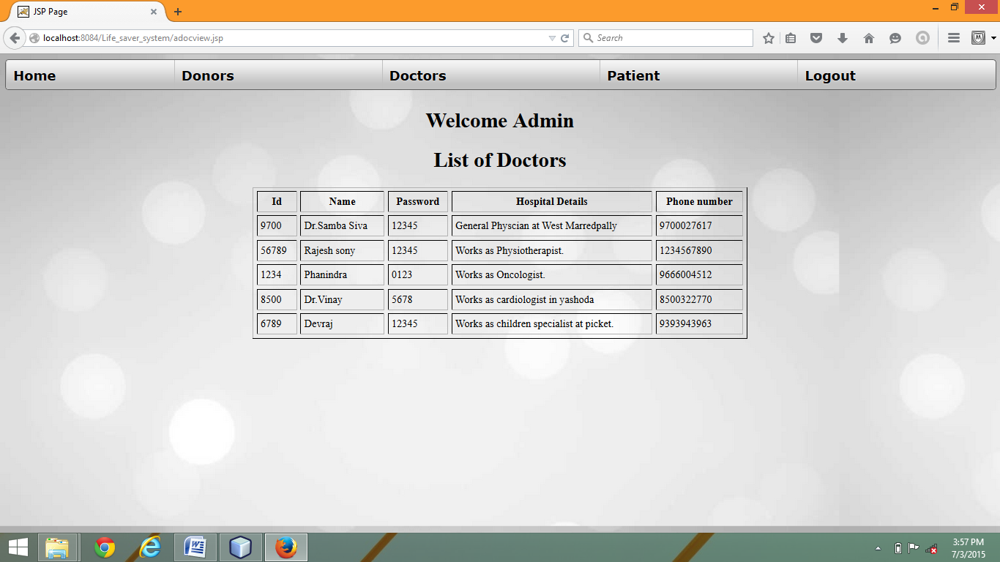 JSP Page
localhost:8084/Life_saver_system/adocview.jsp
Search
Home Donors Doctors Patient Logout
Welcome Admin
List of Doctors
Id Name Password Hospital Details Phone number
9700 Dr.Samba Siva 12345 General Physcian at West Marredpally 9700027617
56789 Rajesh sony 12345 Works as Physiotherapist. 1234567890
1234 Phanindra 0123 Works as Oncologist. 9666004512
8500 Dr.Vinay 5678 Works as cardiologist in yashoda 8500322770
6789 Devraj 12345 Works as children specialist at picket. 9393943963
3:57 PM
7/3/2015